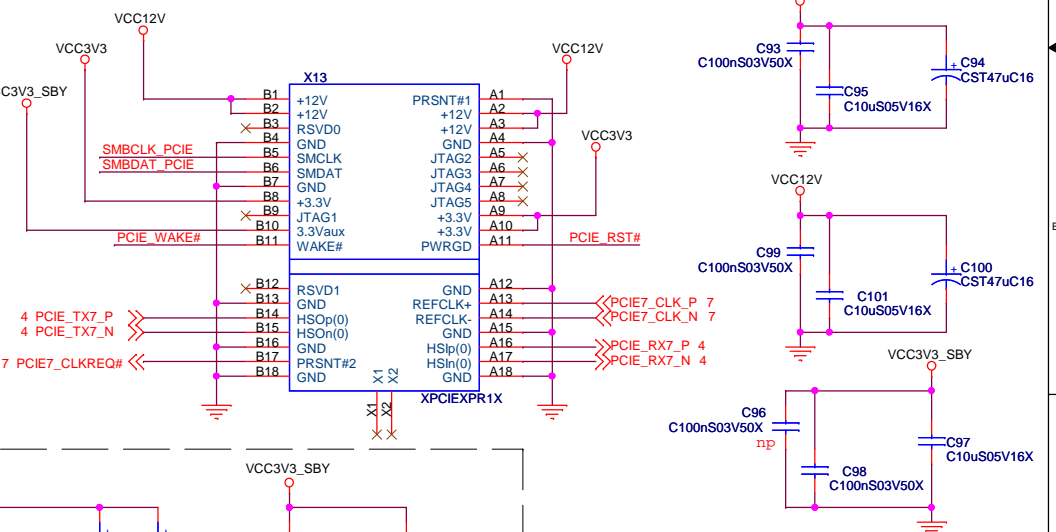 VCC12V
VCC3V3
C3V3_SBY
X13
B1 +12V PRSNT#1 A1
B2 +12V +12V A2
B3 RSVD0 +12V A3
B4 GND GND A4
SMBCLK_PCIE B5 SMCLK JTAG2 A5
SMBDAT_PCIE B6 SMDAT JTAG3 A6
B7 GND JTAG4 A7
B8 +3.3V JTAG5 A8
B9 JTAG1 +3.3V A9
B10 3.3Vaux +3.3V A10
PCIE_WAKE# B11 WAKE# PWRGD A11 PCIE_RST#
VCC12V
VCC3V3
B12 RSVD1 GND A12
B13 GND REFCLK+ A13 PCIE7_CLK_P 7
4 PCIE_TX7_P B14 HSOp(0) REFCLK- A14 PCIE7_CLK_N 7
4 PCIE_TX7_N B15 HSOn(0) GND A15
B16 GND HSIp(0) A16 PCIE_RX7_P 4
7 PCIE7_CLKREQ# B17 PRSNT#2 HSIn(0) A17 PCIE_RX7_N 4
B18 GND GND A18
X1 X2
X1 X2
XPCIEXPR1X
C93
C100nS03V50X
C95
C10uS05V16X
+ C94
CST47uC16
VCC12V
C99
C100nS03V50X
C101
C10uS05V16X
+ C100
CST47uC16
E
VCC3V3_SBY
C96
C100nS03V50X
np
C98
C100nS03V50X
C97
C10uS05V16X
VCC3V3_SBY